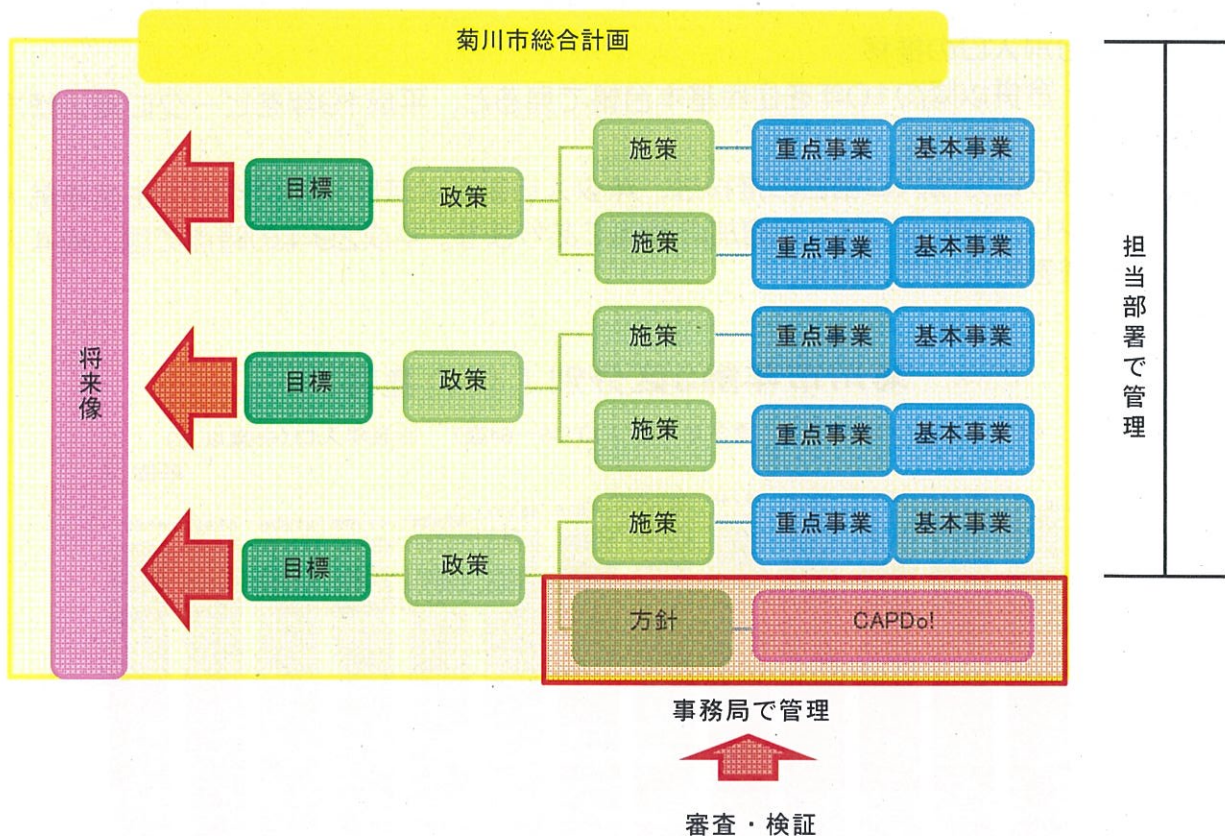 菊川市総合計画
将来像
目標
政策
施策
重点事業
基本事業
施策
重点事業
基本事業
目標
政策
施策
重点事業
基本事業
施策
重点事業
基本事業
目標
政策
施策
重点事業
基本事業
方針
CAPDo!
担当部署で管理
事務局で管理
審査・検証